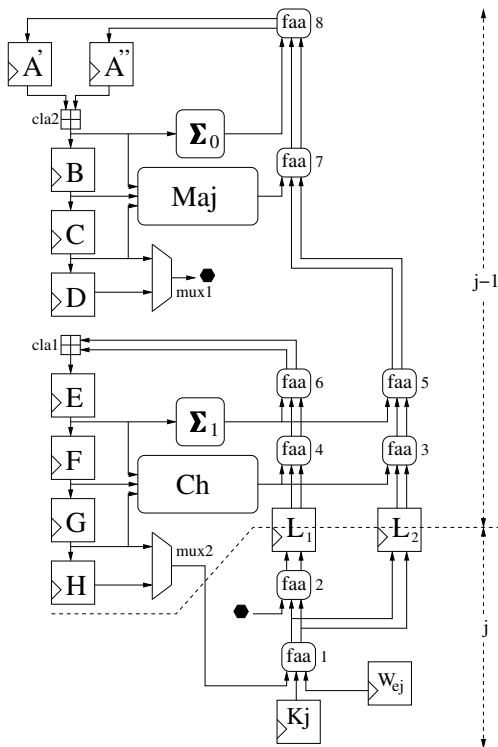 faa 8
A' A''
cla2
Σ0
B
faa 7
Maj
C
D
mux1
j-1
cla1
faa 6
faa 5
E
Σ1
F
faa 4
faa 3
Ch
G
L1
L2
mux2
H
faa 2
j
faa 1
Wej
Kj